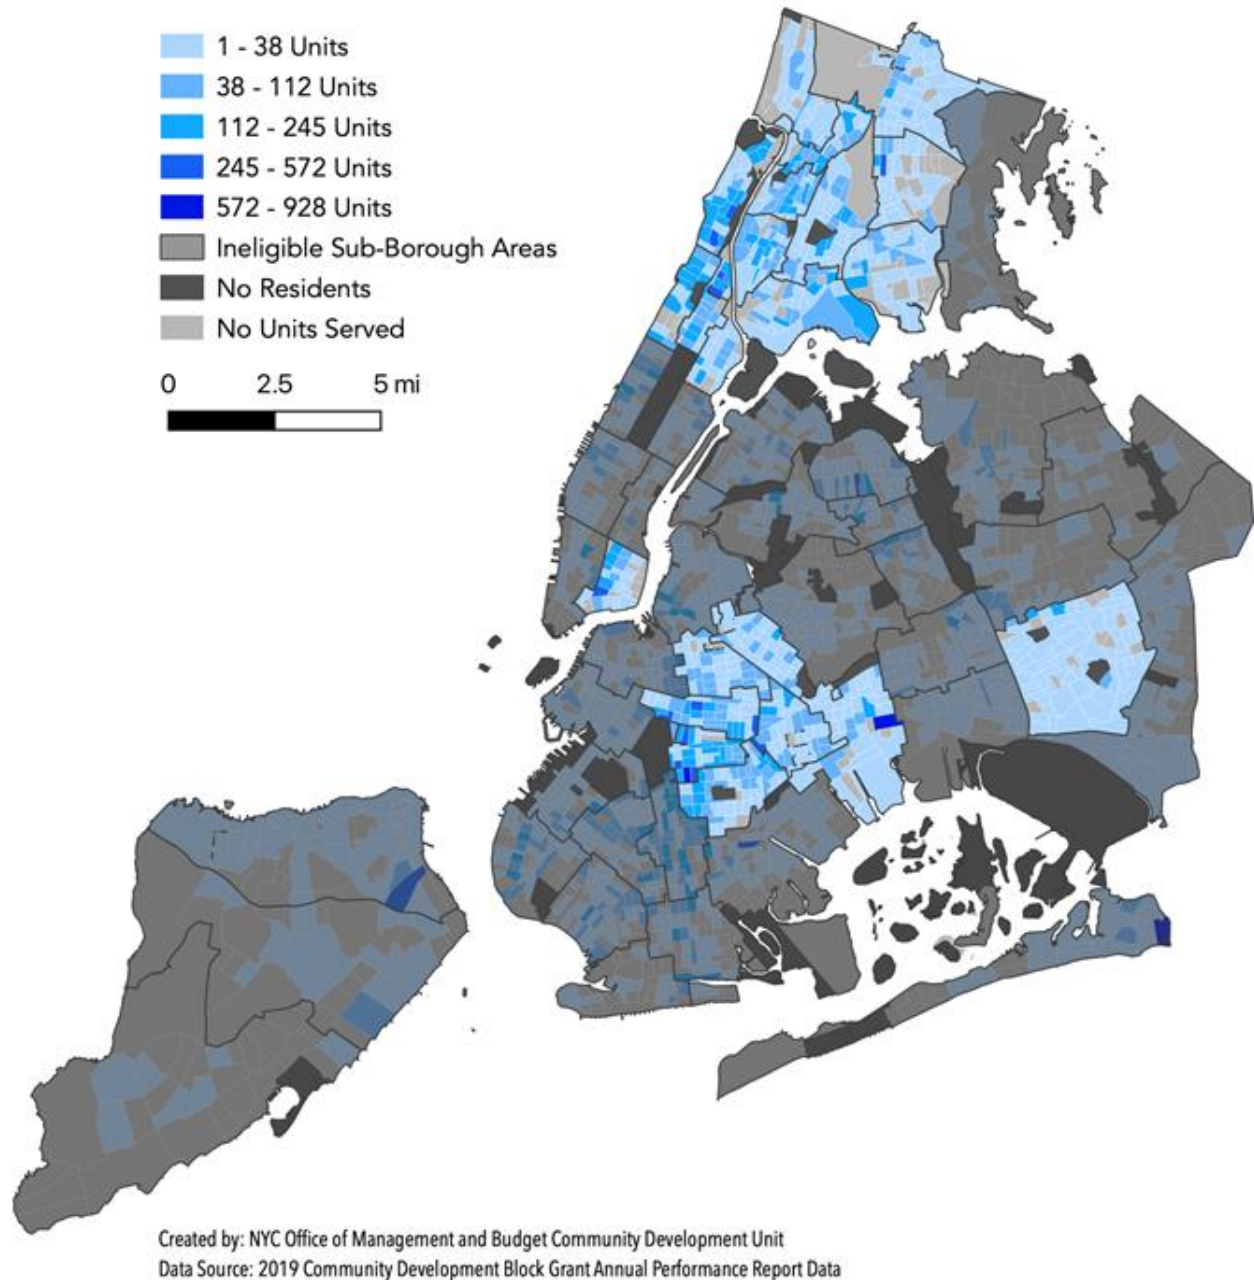 1 - 38 Units
38 - 112 Units
112 - 245 Units
245 - 572 Units
572 - 928 Units
Ineligible Sub-Borough Areas
No Residents
No Units Served
0 2.5 5 mi
Created by: NYC Office of Management and Budget Community Development Unit
Data Source: 2019 Community Development Block Grant Annual Performance Report Data